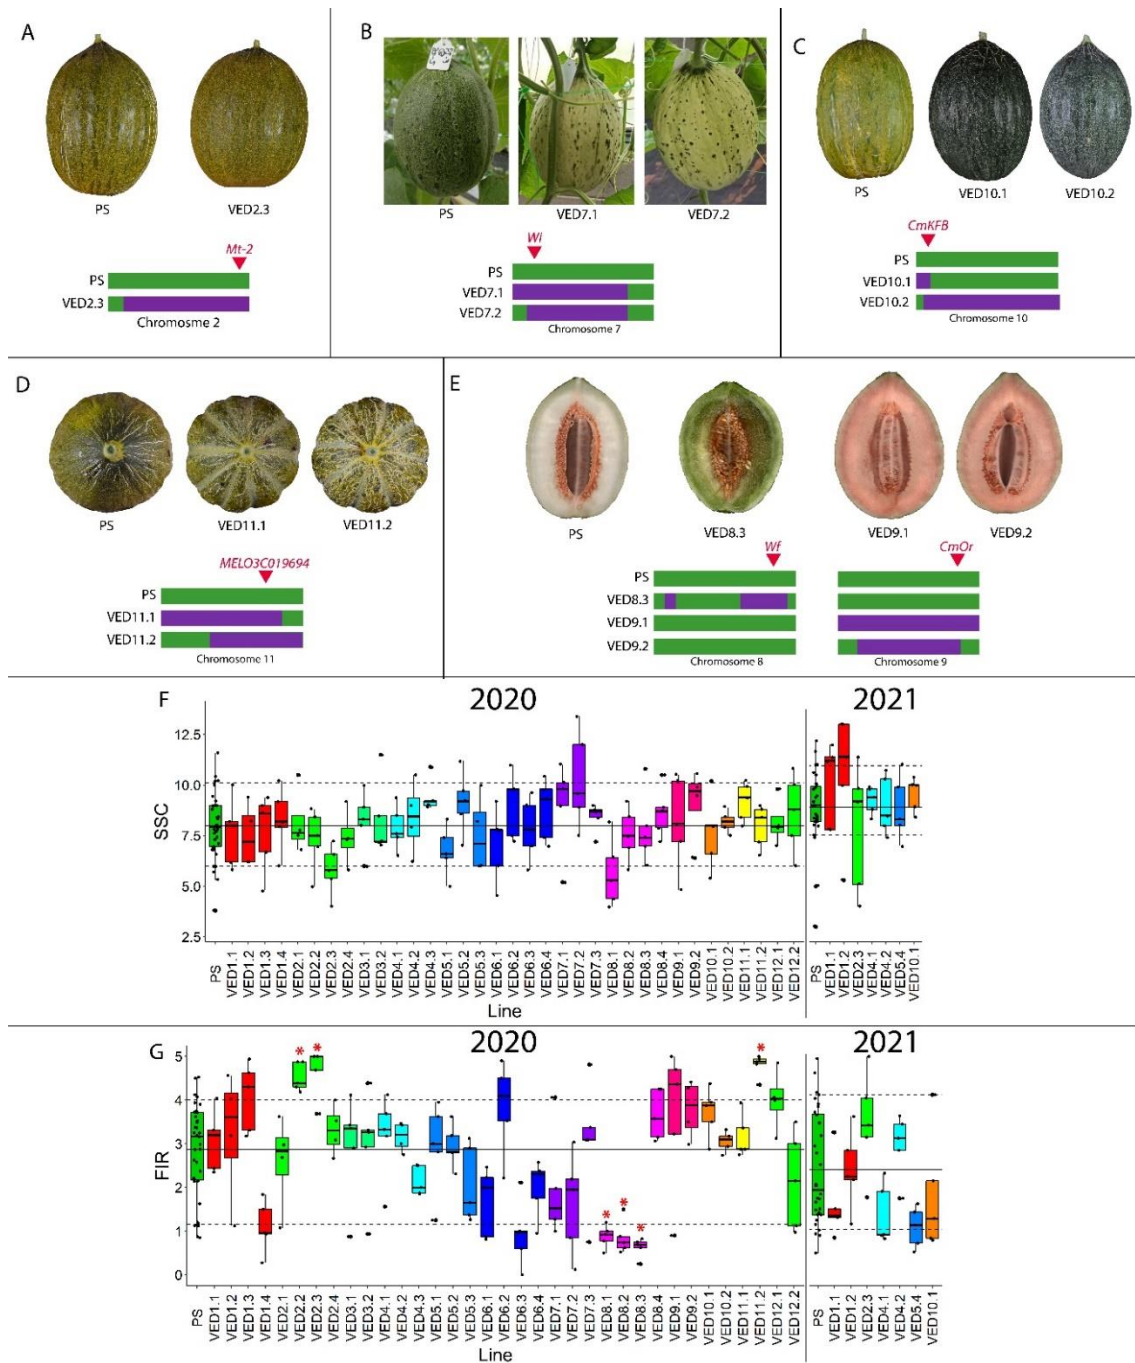 A
PS
VED2.3
Mt-2
PS
VED2.3
Chromosme 2
B
PS
VED7.1
VED7.2
Wl
PS
VED7.1
VED7.2
Chromosome 7
C
PS
VED10.1
VED10.2
CmKFB
PS
VED10.1
VED10.2
Chromosome 10
D
PS
VED11.1
VED11.2
MELO3C019694
PS
VED11.1
VED11.2
Chromosome 11
E
PS
VED8.3
VED9.1
VED9.2
Wf
CmOr
PS
VED8.3
VED9.1
VED9.2
Chromosome 8
Chromosome 9
F
2020
2021
SSC
12.5
10.0
7.5
5.0
2.5
PS VED1.1 VED1.2 VED1.3 VED1.4 VED2.1 VED2.2 VED2.3 VED2.4 VED3.1 VED3.2 VED4.1 VED4.2 VED4.3 VED5.1 VED5.2 VED5.3 VED6.1 VED6.2 VED6.3 VED6.4 VED7.1 VED7.2 VED7.3 VED8.1 VED8.2 VED8.3 VED8.4 VED9.1 VED9.2 VED10.1 VED10.2 VED11.1 VED11.2 VED12.1 VED12.2
PS VED1.1 VED1.2 VED2.3 VED4.1 VED4.2 VED5.4 VED10.1
Line
G
2020
2021
FIR
5
4
3
2
1
0
* * * * * *
PS VED1.1 VED1.2 VED1.3 VED1.4 VED2.1 VED2.2 VED2.3 VED2.4 VED3.1 VED3.2 VED4.1 VED4.2 VED4.3 VED5.1 VED5.2 VED5.3 VED6.1 VED6.2 VED6.3 VED6.4 VED7.1 VED7.2 VED7.3 VED8.1 VED8.2 VED8.3 VED8.4 VED9.1 VED9.2 VED10.1 VED10.2 VED11.1 VED11.2 VED12.1 VED12.2
PS VED1.1 VED1.2 VED2.3 VED4.1 VED4.2 VED5.4 VED10.1
Line